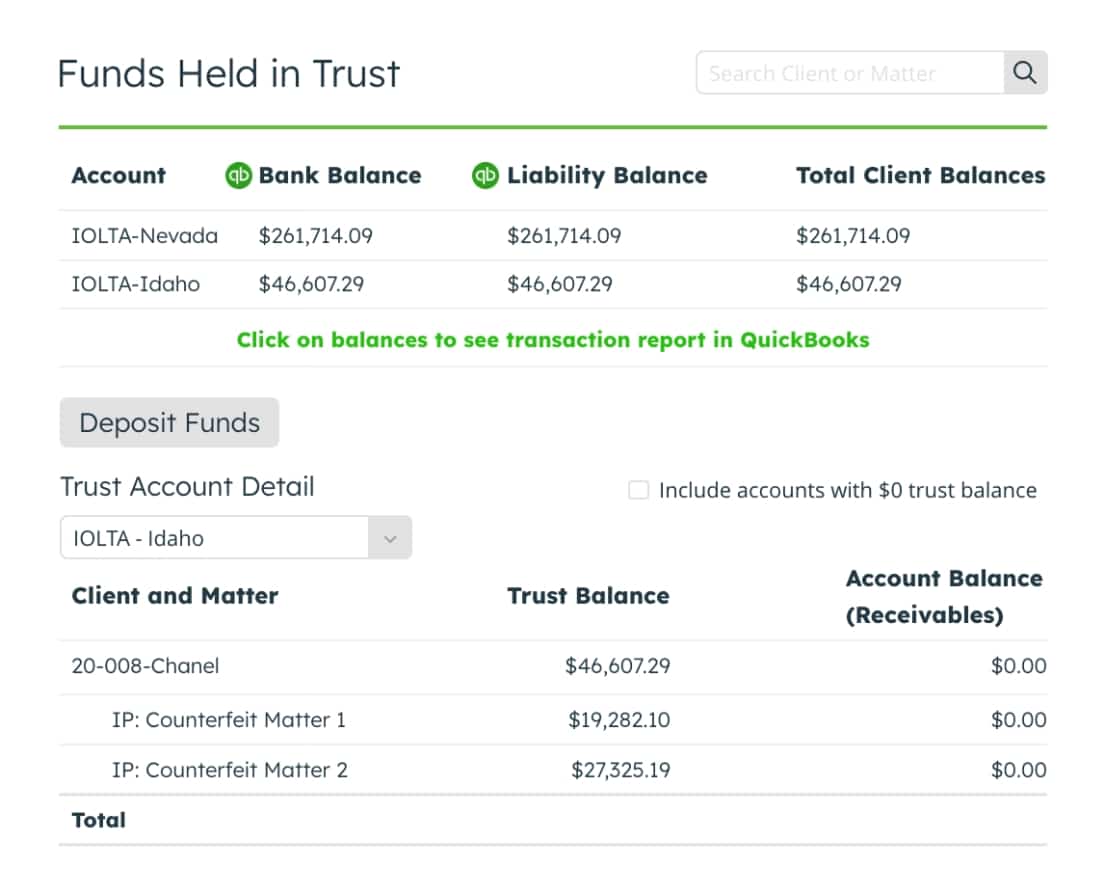 Funds Held in Trust
Search Client or Matter
Account qb Bank Balance qb Liability Balance Total Client Balances
IOLTA-Nevada $261,714.09 $261,714.09 $261,714.09
IOLTA-Idaho $46,607.29 $46,607.29 $46,607.29
Click on balances to see transaction report in QuickBooks
Deposit Funds
Trust Account Detail
Include accounts with $0 trust balance
IOLTA - Idaho
Client and Matter Trust Balance Account Balance
(Receivables)
20-008-Chanel $46,607.29 $0.00
IP: Counterfeit Matter 1 $19,282.10 $0.00
IP: Counterfeit Matter 2 $27,325.19 $0.00
Total